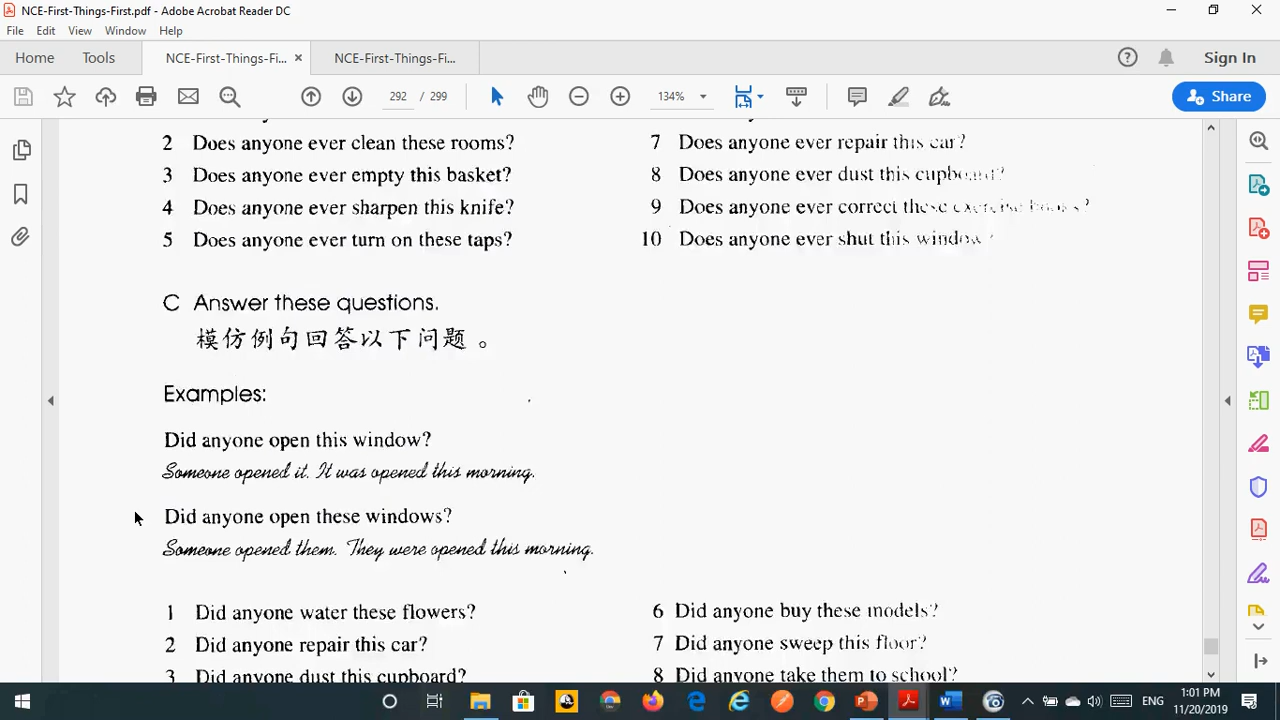 NCE-First-Things-First.pdf - Adobe Acrobat Reader DC
File Edit View Window Help
Home Tools NCE-First-Things-Fi... × NCE-First-Things-Fi... Sign In
292 / 299 134% Share
2 Does anyone ever clean these rooms?
3 Does anyone ever empty this basket?
4 Does anyone ever sharpen this knife?
5 Does anyone ever turn on these taps?
7 Does anyone ever repair this car?
8 Does anyone ever dust this cupboard?
9 Does anyone ever correct these exercise books?
10 Does anyone ever shut this window?
C Answer these questions.
模仿例句回答以下问题。
Examples:
Did anyone open this window?
Someone opened it. It was opened this morning.
Did anyone open these windows?
Someone opened them. They were opened this morning.
1 Did anyone water these flowers?
2 Did anyone repair this car?
3 Did anyone dust this cupboard?
6 Did anyone buy these models?
7 Did anyone sweep this floor?
8 Did anyone take them to school?
ENG 1:01 PM
11/20/2019